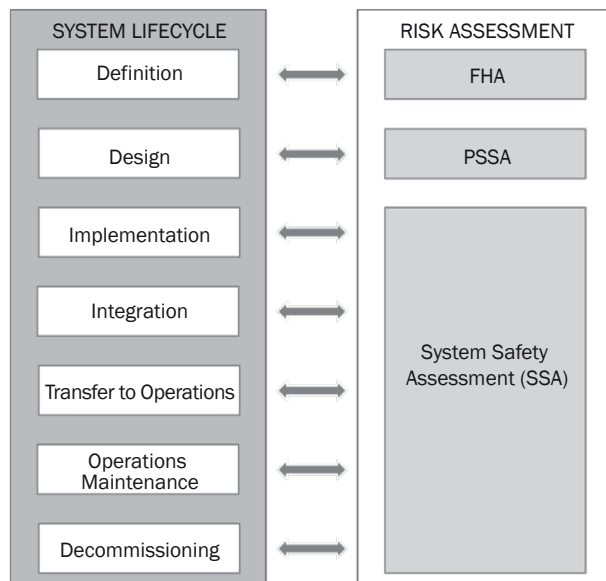 SYSTEM LIFECYCLE
Definition
Design
Implementation
Integration
Transfer to Operations
Operations
Maintenance
Decommissioning
RISK ASSESSMENT
FHA
PSSA
System Safety
Assessment (SSA)